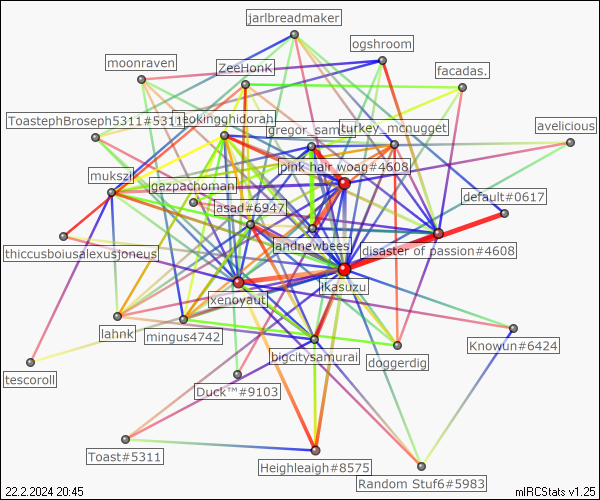 jarlbreadmaker
ogshroom
moonraven
ZeeHonK
facadas.
ToastephBroseph5311#5311
neokingghidorah
gregor_sam
turkey_mcnugget
avelicious
pink hair woag#4608
mukszi
gazpachoman
default#0617
asad#6947
landnewbees
disaster of passion#4608
thiccusboiusalexusjoneus
ikasuzu
xenoyaut
lahnk
mingus4742
Knowun#6424
bigcitysamurai
doggerdig
tescoroll
Duck™#9103
Toast#5311
Heighleaigh#8575
Random Stuf6#5983
22.2.2024 20:45
mIRCStats v1.25